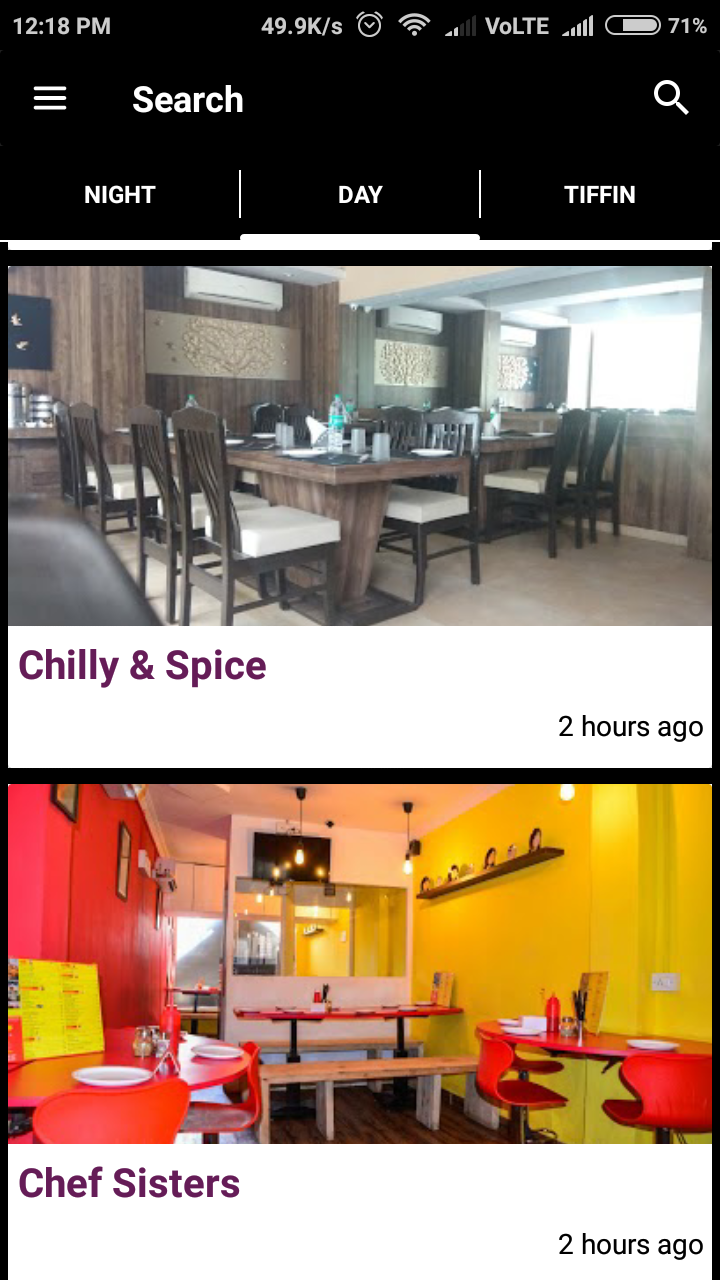 12:18 PM 49.9K/s VoLTE 71%
Search
NIGHT DAY TIFFIN
Chilly & Spice
2 hours ago
Chef Sisters
2 hours ago